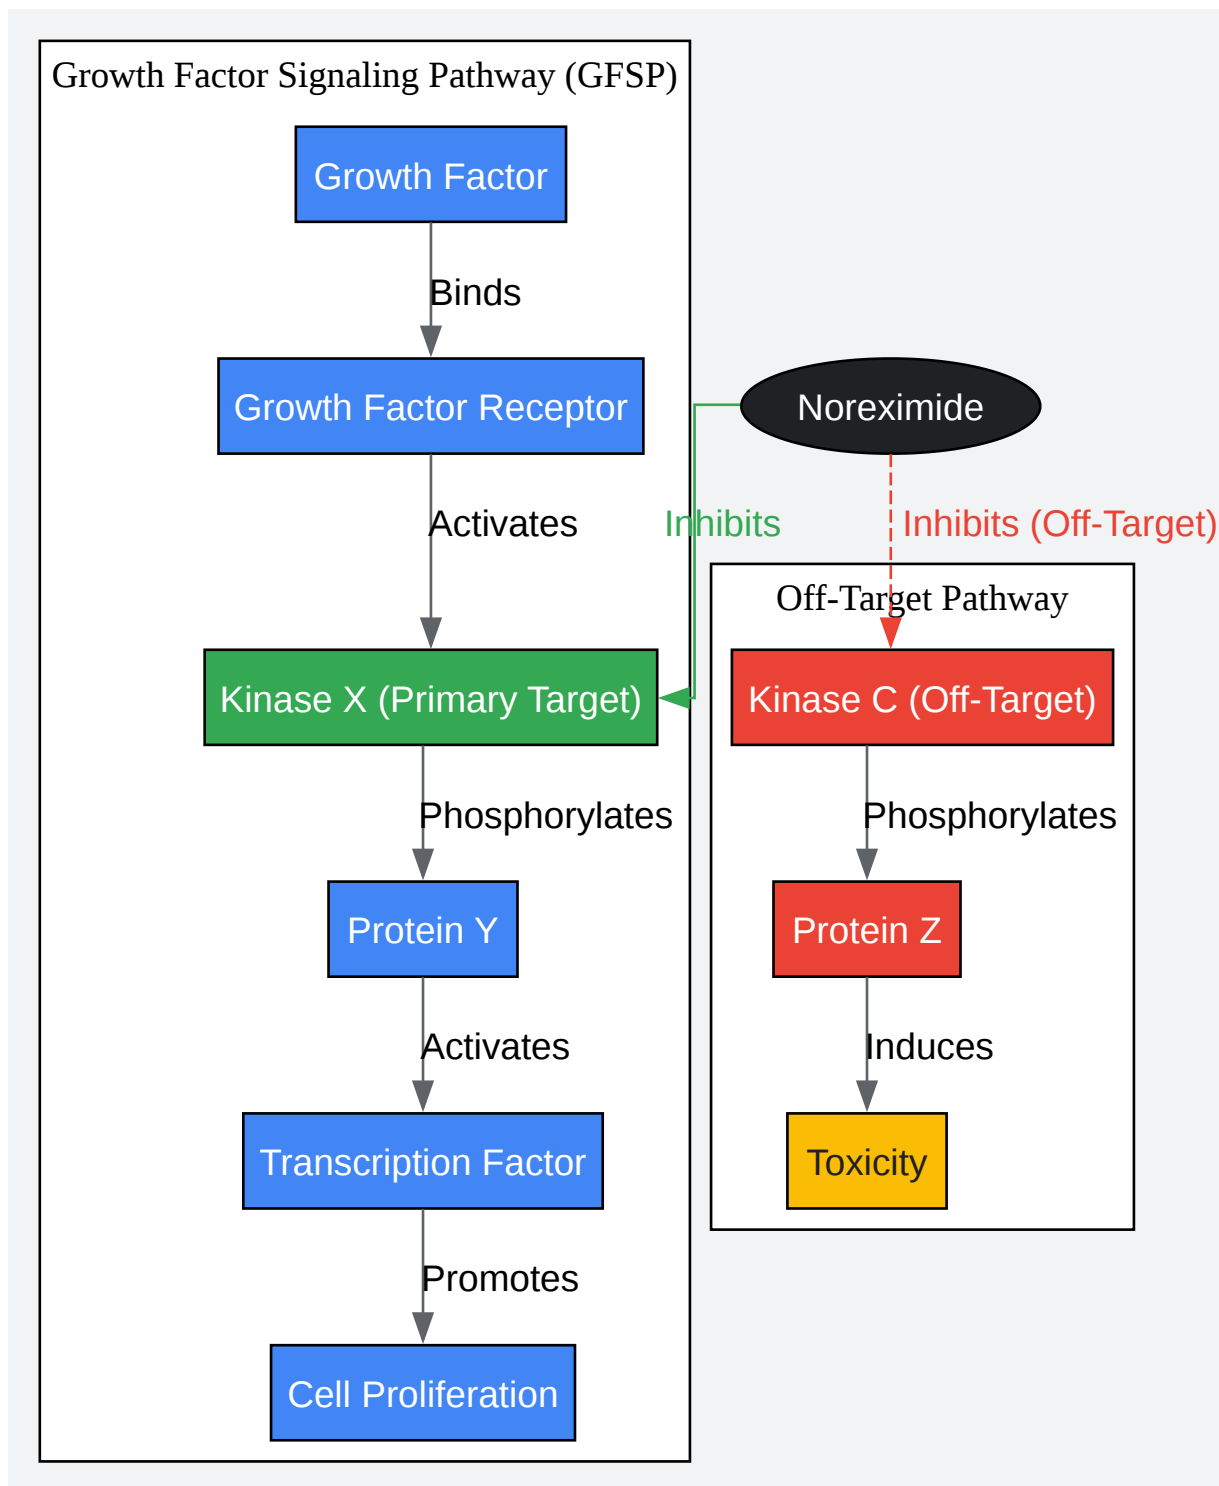 Growth Factor Signaling Pathway (GFSP)
Growth Factor
Binds
Growth Factor Receptor
Noreximide
Activates
Inhibits
Inhibits (Off-Target)
Off-Target Pathway
Kinase X (Primary Target)
Kinase C (Off-Target)
Phosphorylates
Phosphorylates
Protein Y
Protein Z
Activates
Induces
Transcription Factor
Toxicity
Promotes
Cell Proliferation